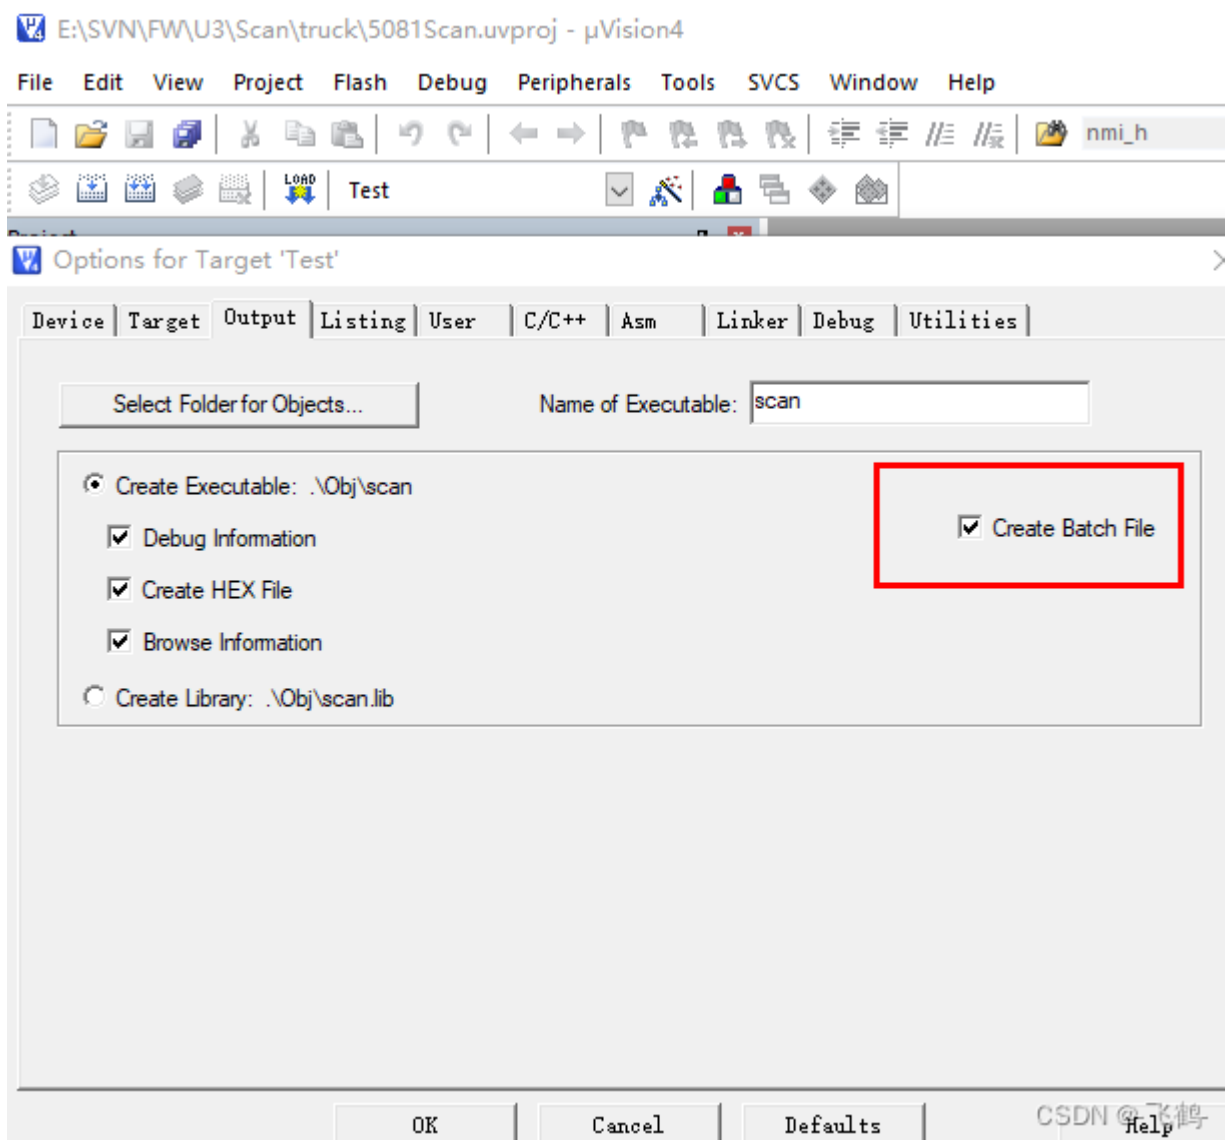 E:\SVN\FW\U3\Scan\truck\5081Scan.uvproj - µVision4
File Edit View Project Flash Debug Peripherals Tools SVCS Window Help
nmi_h
LOAD Test
Project
Options for Target 'Test'
Device Target Output Listing User C/C++ Asm Linker Debug Utilities
Select Folder for Objects... Name of Executable: scan
Create Executable: .\Obj\scan
Create Batch File
Debug Information
Create HEX File
Browse Information
Create Library: .\Obj\scan.lib
OK Cancel Defaults Help
CSDN @飞鹤